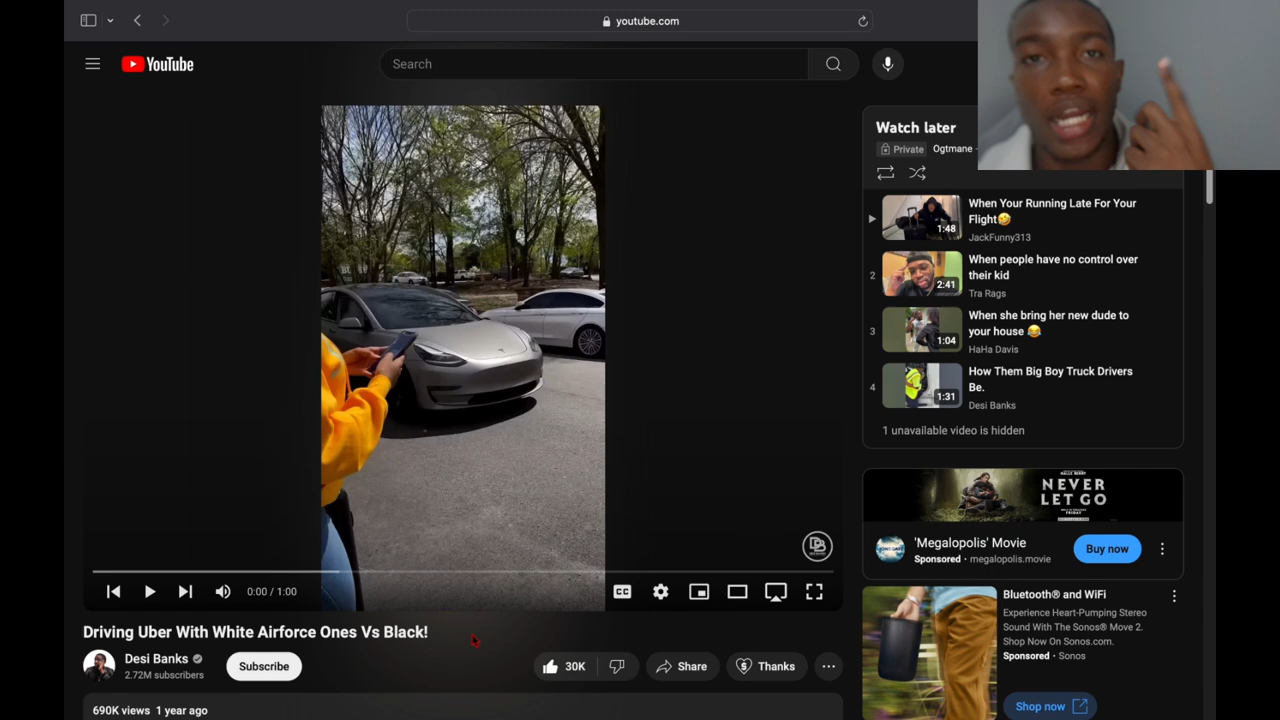 youtube.com
YouTube
Search
Watch later
Private Ogtmane -
When Your Running Late For Your
Flight🤣
JackFunny313
1:48
2
When people have no control over
their kid
Tra Rags
2:41
3
When she bring her new dude to
your house 😂
HaHa Davis
1:04
4
How Them Big Boy Truck Drivers
Be.
Desi Banks
1:31
1 unavailable video is hidden
HALLE BERRY
NEVER
LET GO
FRIDAY
'Megalopolis' Movie
Sponsored • megalopolis.movie
Buy now
Bluetooth® and WiFi
Experience Heart-Pumping Stereo
Sound With The Sonos® Move 2.
Shop Now On Sonos.com.
Sponsored • Sonos
Shop now
CC
0:00 / 1:00
Driving Uber With White Airforce Ones Vs Black!
Desi Banks
2.72M subscribers
Subscribe
30K
Share
Thanks
690K views 1 year ago